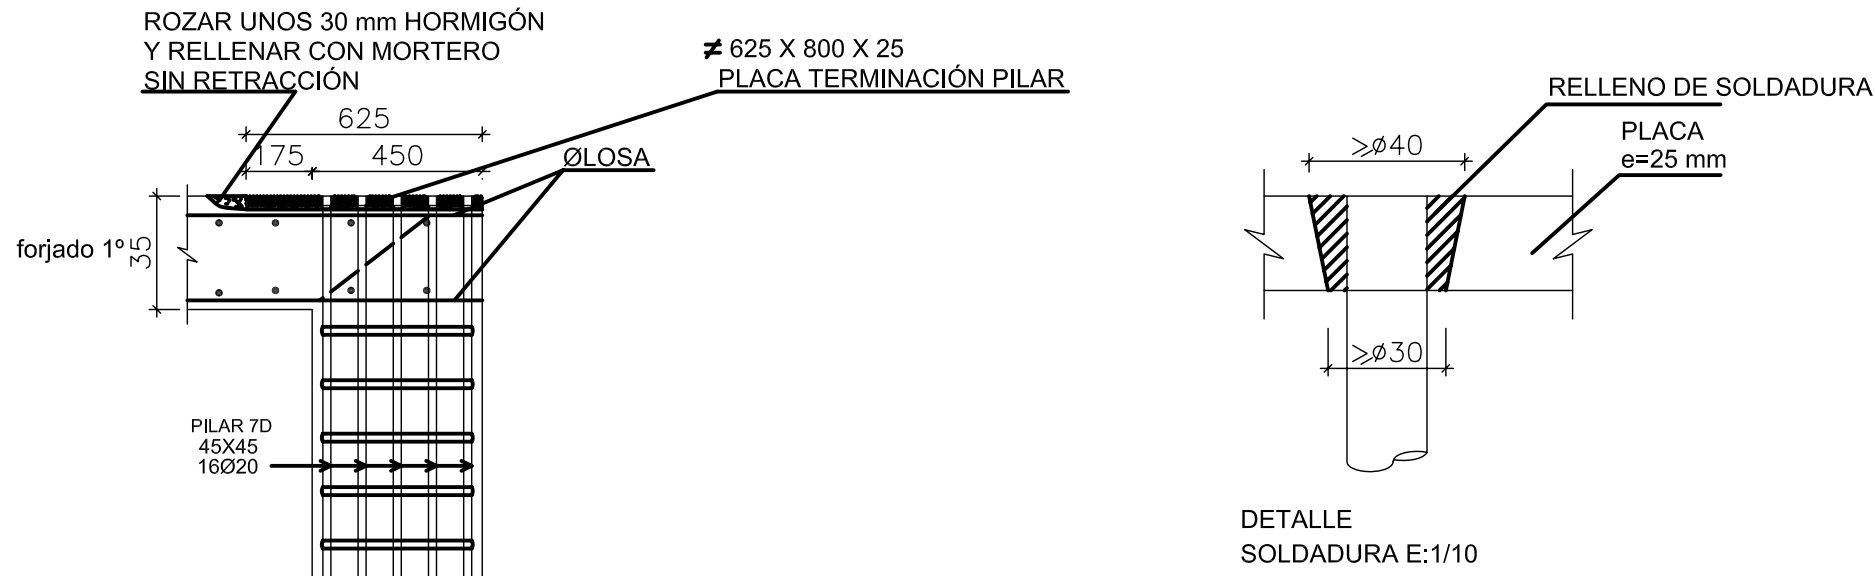 ROZAR UNOS 30 mm HORMIGÓN
Y RELLENAR CON MORTERO
SIN RETRACCIÓN
≠ 625 X 800 X 25
PLACA TERMINACIÓN PILAR
625
175
450
ØLOSA
forjado 1º
35
PILAR 7D
45X45
16Ø20
RELLENO DE SOLDADURA
PLACA
e=25 mm
≥ø40
≥ø30
DETALLE
SOLDADURA E:1/10